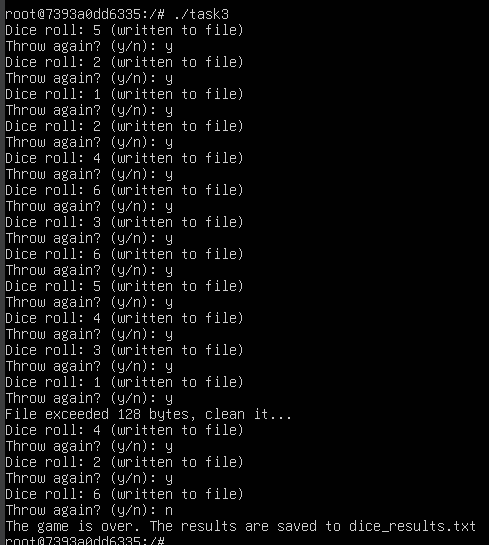 root@7393a0dd6335:/# ./task3
Dice roll: 5 (written to file)
Throw again? (y/n): y
Dice roll: 2 (written to file)
Throw again? (y/n): y
Dice roll: 1 (written to file)
Throw again? (y/n): y
Dice roll: 2 (written to file)
Throw again? (y/n): y
Dice roll: 4 (written to file)
Throw again? (y/n): y
Dice roll: 6 (written to file)
Throw again? (y/n): y
Dice roll: 3 (written to file)
Throw again? (y/n): y
Dice roll: 6 (written to file)
Throw again? (y/n): y
Dice roll: 5 (written to file)
Throw again? (y/n): y
Dice roll: 4 (written to file)
Throw again? (y/n): y
Dice roll: 3 (written to file)
Throw again? (y/n): y
Dice roll: 1 (written to file)
Throw again? (y/n): y
File exceeded 128 bytes, clean it...
Dice roll: 4 (written to file)
Throw again? (y/n): y
Dice roll: 2 (written to file)
Throw again? (y/n): y
Dice roll: 6 (written to file)
Throw again? (y/n): n
The game is over. The results are saved to dice_results.txt
root@7393a0dd6335:/#